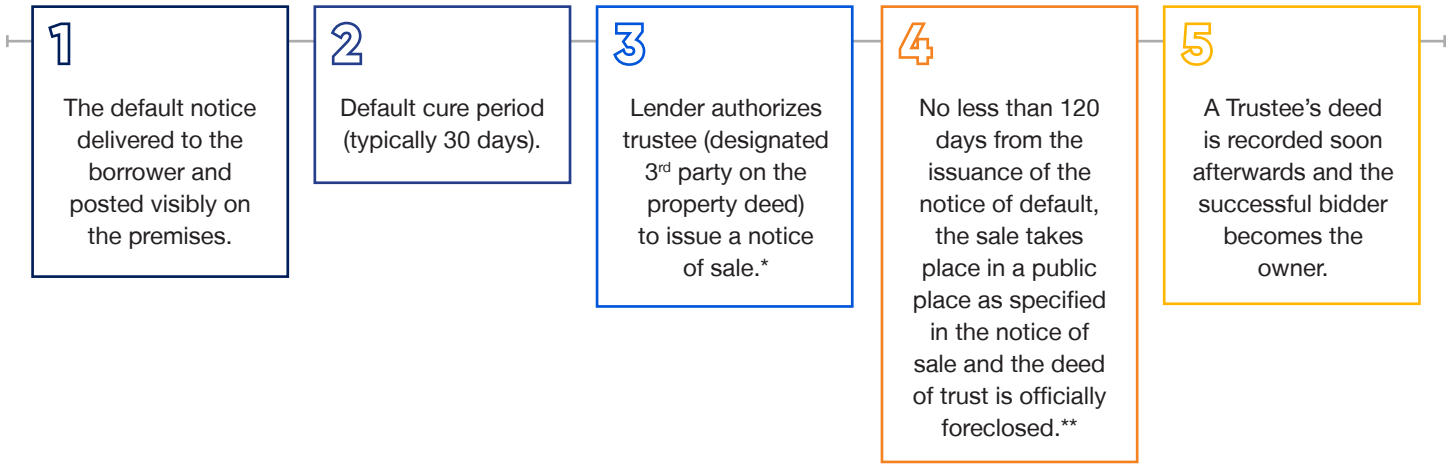 1
The default notice
delivered to the
borrower and
posted visibly on
the premises.
2
Default cure period
(typically 30 days).
3
Lender authorizes
trustee (designated
3rd party on the
property deed)
to issue a notice
of sale.*
4
No less than 120
days from the
issuance of the
notice of default,
the sale takes
place in a public
place as specified
in the notice of
sale and the deed
of trust is officially
foreclosed.**
5
A Trustee’s deed
is recorded soon
afterwards and the
successful bidder
becomes the
owner.